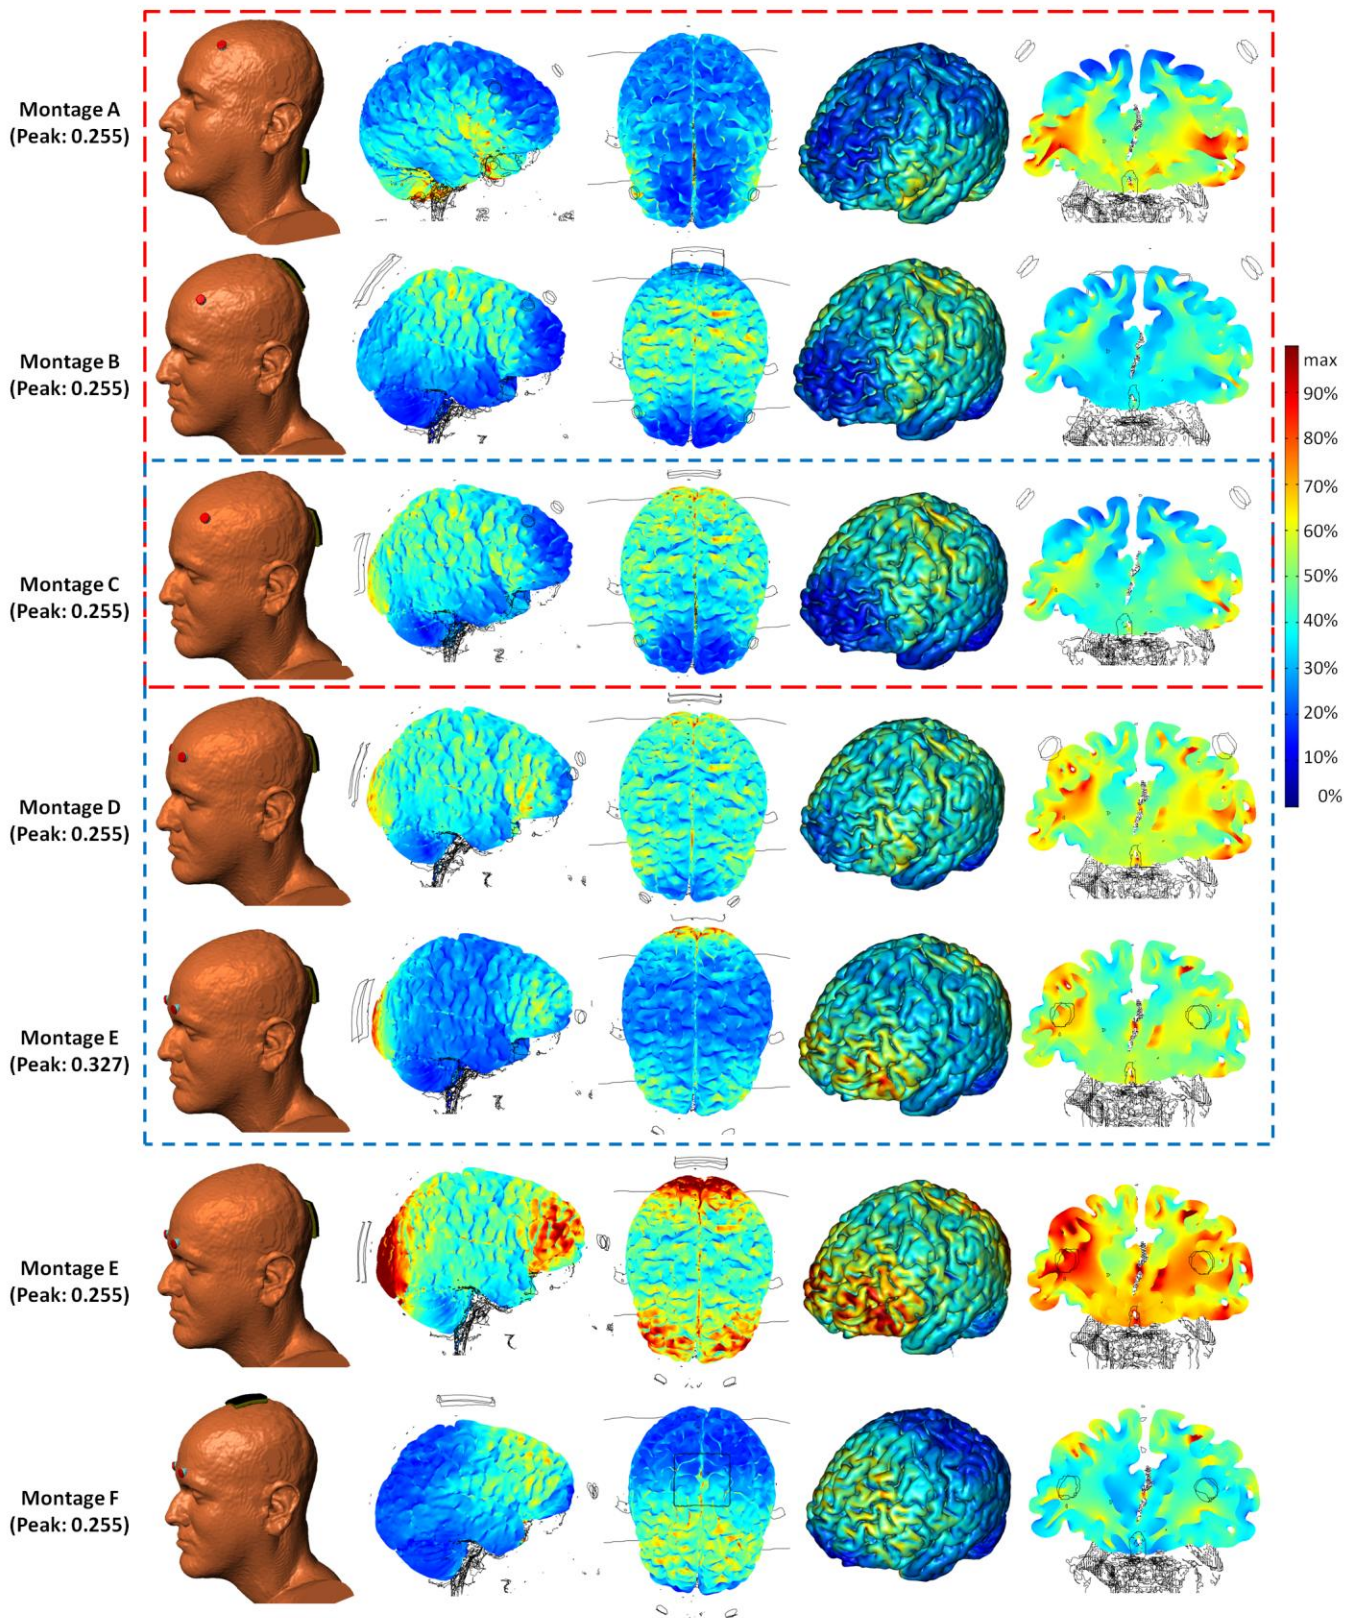 Montage A
(Peak: 0.255)
Montage B
(Peak: 0.255)
max
90%
80%
70%
60%
50%
40%
30%
20%
10%
0%
Montage C
(Peak: 0.255)
Montage D
(Peak: 0.255)
Montage E
(Peak: 0.327)
Montage E
(Peak: 0.255)
Montage F
(Peak: 0.255)